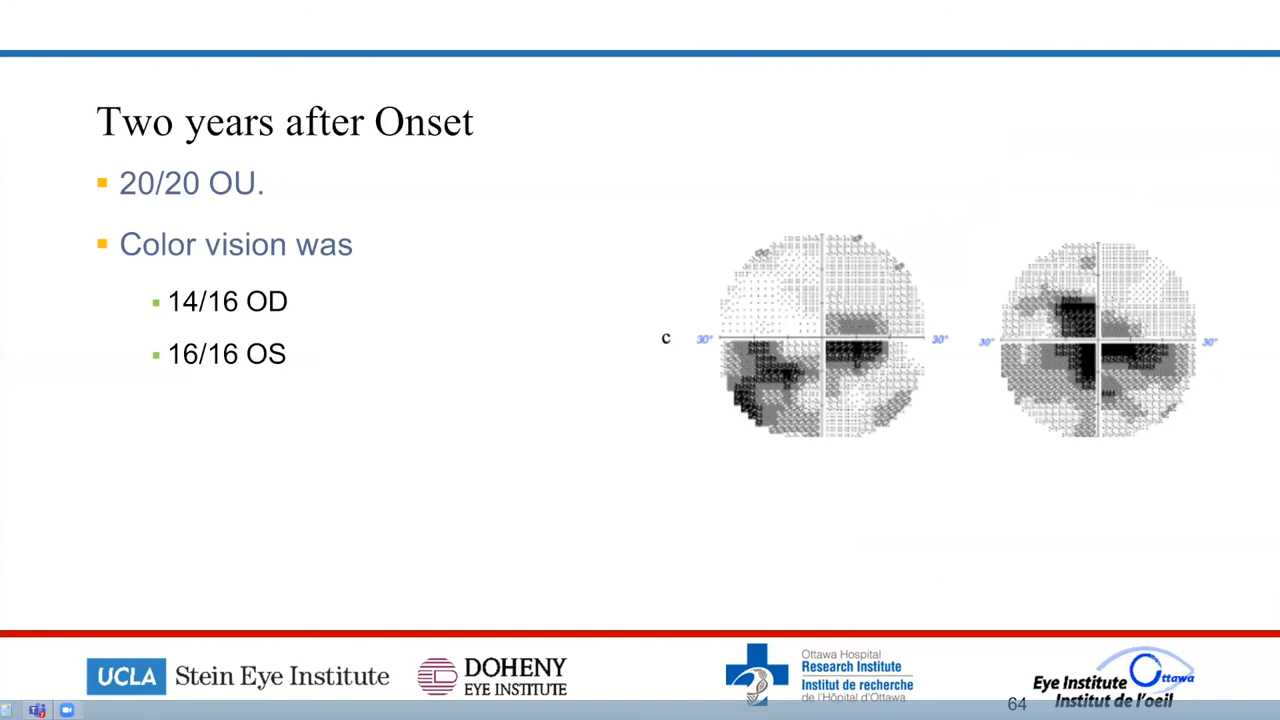 Two years after Onset
20/20 OU.
Color vision was
14/16 OD
16/16 OS
c
30°
30°
30°
30°
UCLA Stein Eye Institute
DOHENY
EYE INSTITUTE
Ottawa Hospital
Research Institute
Institut de recherche
de l'Hôpital d'Ottawa
Eye Institute Ottawa
Institut de l'oeil
64